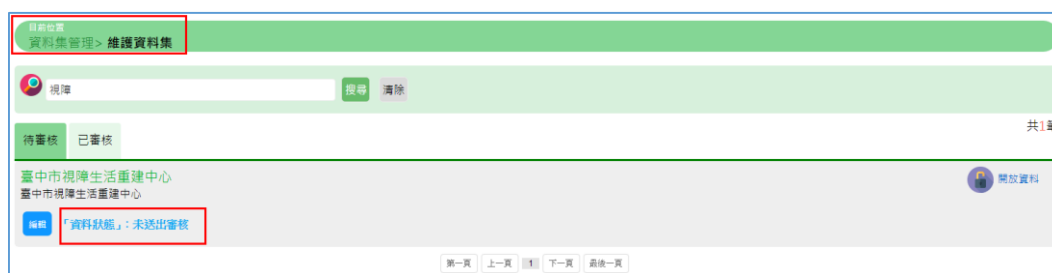 目前位置
資料集管理> 維護資料集
視障 搜尋 清除
共1筆
待審核 已審核
臺中市視障生活重建中心
臺中市視障生活重建中心
開放資料
編輯 「資料狀態」：未送出審核
第一頁 上一頁 1 下一頁 最後一頁